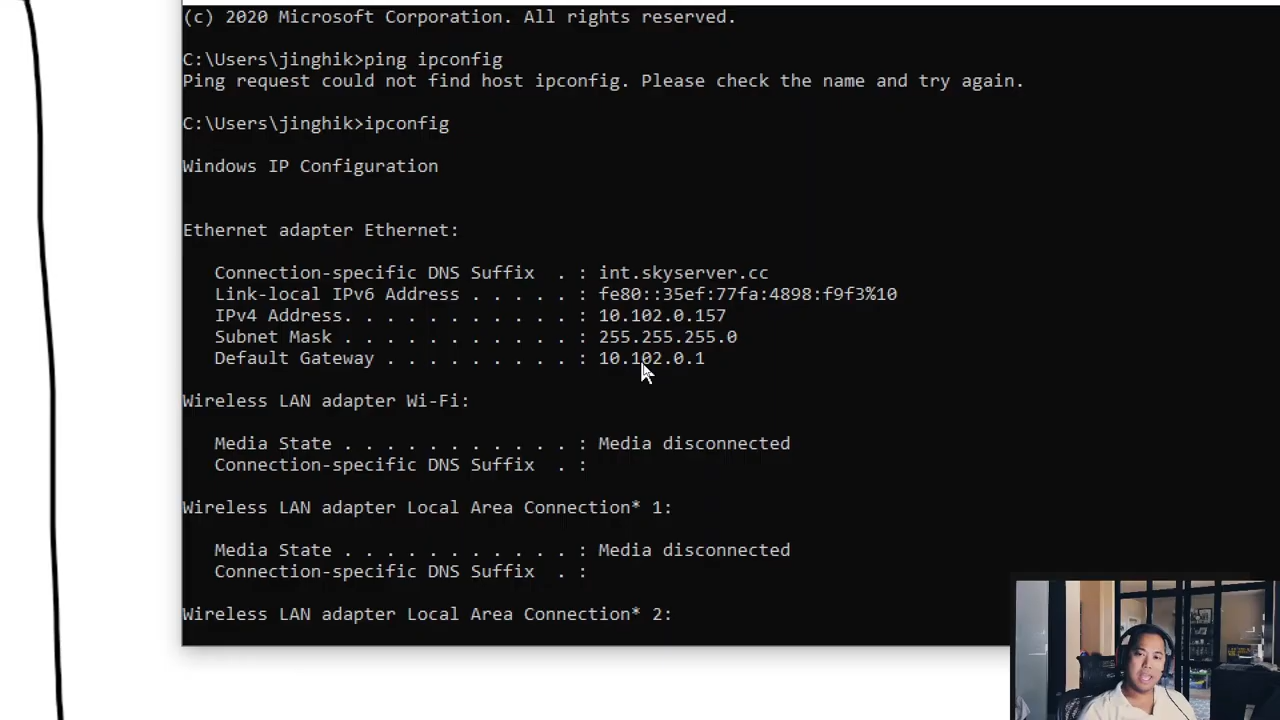 (c) 2020 Microsoft Corporation. All rights reserved.
C:\Users\jinghik>ping ipconfig
Ping request could not find host ipconfig. Please check the name and try again.
C:\Users\jinghik>ipconfig
Windows IP Configuration
Ethernet adapter Ethernet:
Connection-specific DNS Suffix  . : int.skyserver.cc
Link-local IPv6 Address . . . . . : fe80::35ef:77fa:4898:f9f3%10
IPv4 Address. . . . . . . . . . . : 10.102.0.157
Subnet Mask . . . . . . . . . . . : 255.255.255.0
Default Gateway . . . . . . . . . : 10.102.0.1
Wireless LAN adapter Wi-Fi:
Media State . . . . . . . . . . . : Media disconnected
Connection-specific DNS Suffix  . :
Wireless LAN adapter Local Area Connection* 1:
Media State . . . . . . . . . . . : Media disconnected
Connection-specific DNS Suffix  . :
Wireless LAN adapter Local Area Connection* 2: